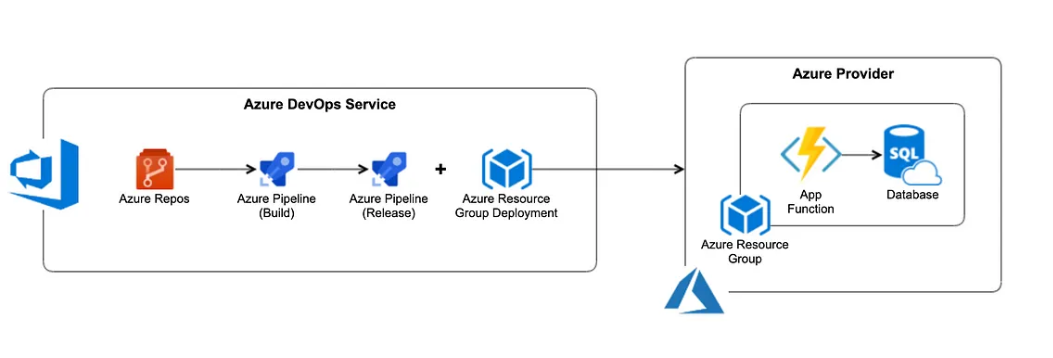 Azure DevOps Service
Azure Repos
Azure Pipeline
(Build)
Azure Pipeline
(Release)
+
Azure Resource
Group Deployment
Azure Provider
App
Function
SQL
Database
Azure Resource
Group